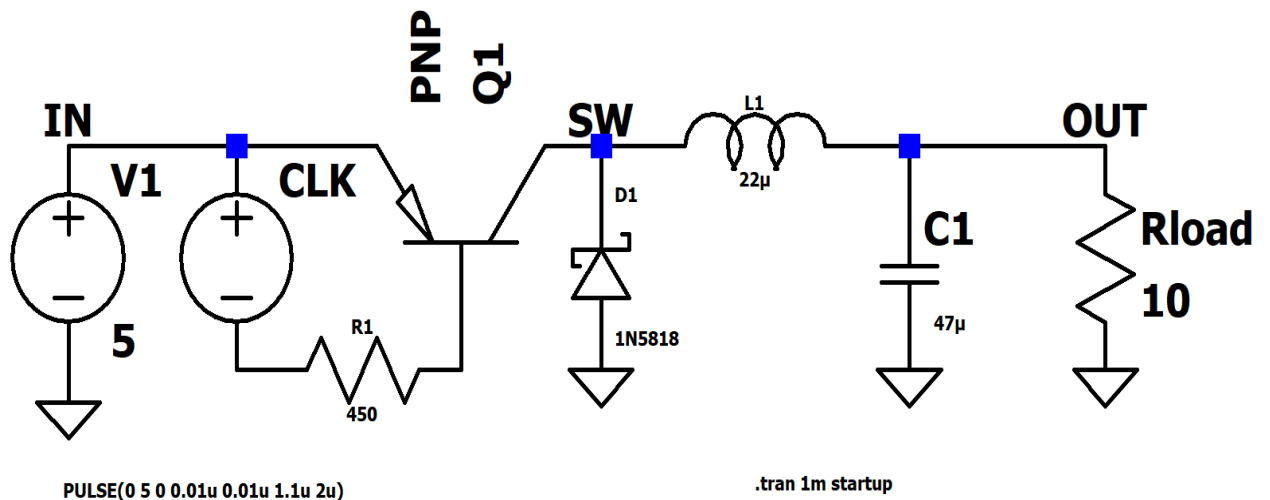 PNP
Q1
IN
V1
CLK
SW
L1
OUT
22µ
D1
C1
Rload
10
5
R1
1N5818
47µ
450
PULSE(0 5 0 0.01u 0.01u 1.1u 2u)
.tran 1m startup